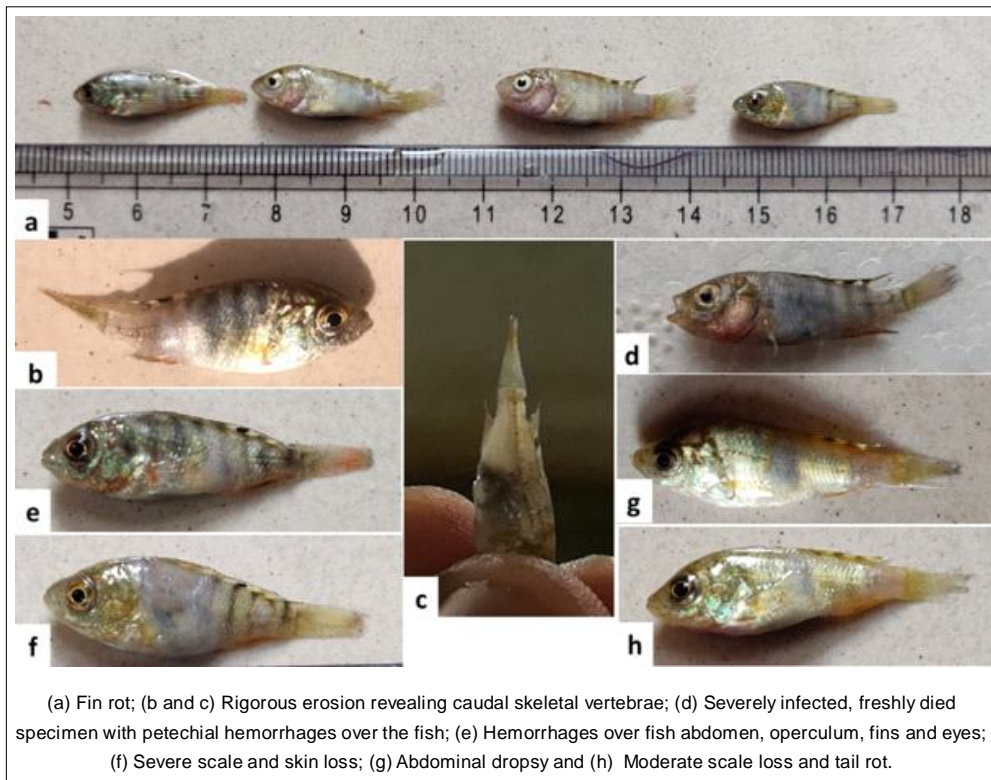 a
5 6 7 8 9 10 11 12 13 14 15 16 17 18
b
c
d
e
f
g
h
(a) Fin rot; (b and c) Rigorous erosion revealing caudal skeletal vertebrae; (d) Severely infected, freshly died
specimen with petechial hemorrhages over the fish; (e) Hemorrhages over fish abdomen, operculum, fins and eyes;
(f) Severe scale and skin loss; (g) Abdominal dropsy and (h) Moderate scale loss and tail rot.